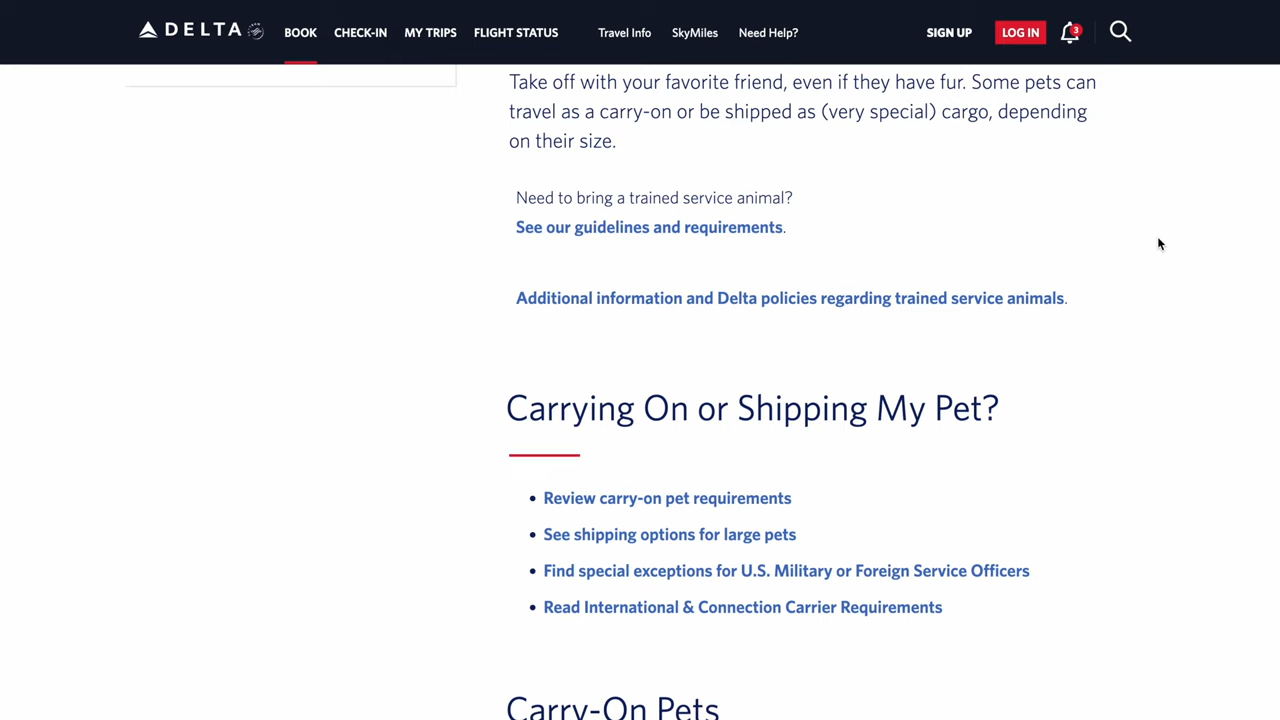 DELTA BOOK CHECK-IN MY TRIPS FLIGHT STATUS Travel Info SkyMiles Need Help? SIGN UP LOG IN 3
Take off with your favorite friend, even if they have fur. Some pets can
travel as a carry-on or be shipped as (very special) cargo, depending
on their size.
Need to bring a trained service animal?
See our guidelines and requirements.
Additional information and Delta policies regarding trained service animals.
Carrying On or Shipping My Pet?
• Review carry-on pet requirements
• See shipping options for large pets
• Find special exceptions for U.S. Military or Foreign Service Officers
• Read International & Connection Carrier Requirements
Carry-On Pets